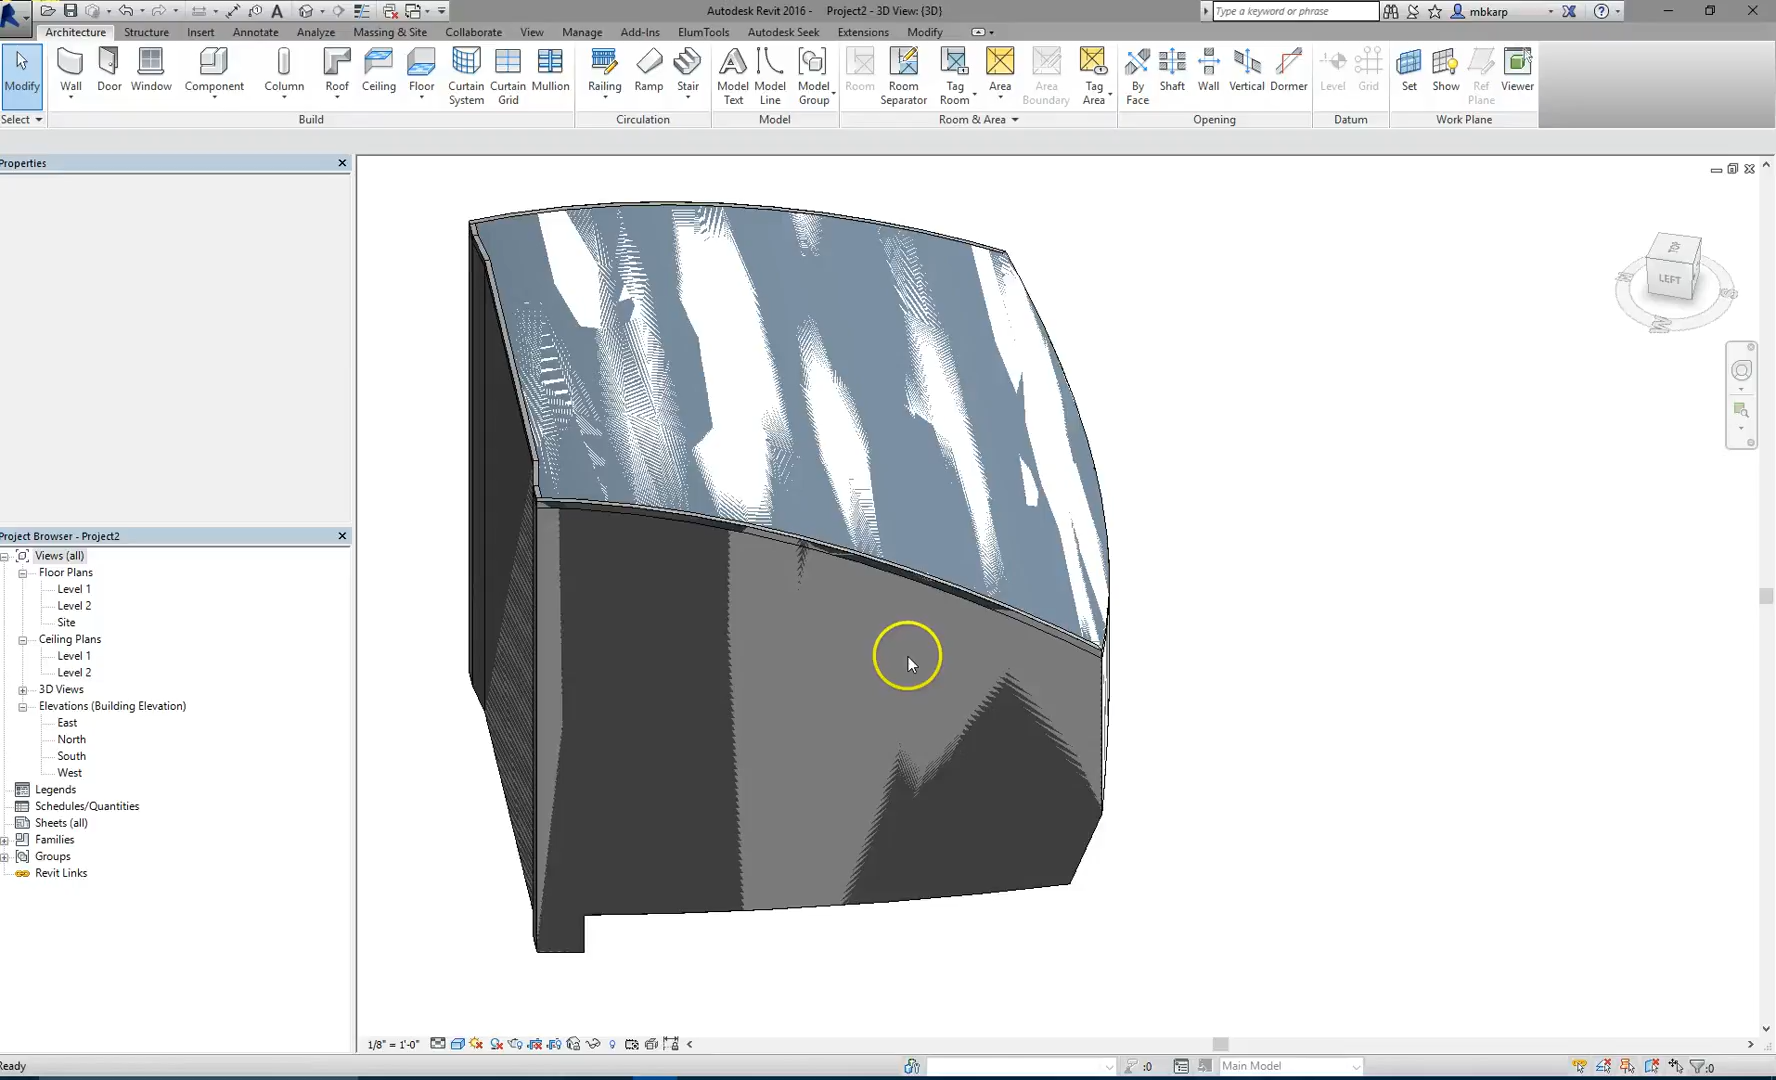 Autodesk Revit 2016 - Project2 - 3D View: {3D}
Type a keyword or phrase
mbkarp
Architecture Structure Insert Annotate Analyze Massing & Site Collaborate View Manage Add-Ins ElumTools Autodesk Seek Extensions Modify
Modify Wall Door Window Component Column Roof Ceiling Floor Curtain System Curtain Grid Mullion Railing Ramp Stair Model Text Model Line Model Group Room Room Separator Tag Room Area Area Boundary Tag Area By Face Shaft Wall Vertical Dormer Level Grid Set Show Ref Plane Viewer
Select Build Circulation Model Room & Area Opening Datum Work Plane
Properties
LEFT
Project Browser - Project2
Views (all)
Floor Plans
Level 1
Level 2
Site
Ceiling Plans
Level 1
Level 2
3D Views
Elevations (Building Elevation)
East
North
South
West
Legends
Schedules/Quantities
Sheets (all)
Families
Groups
Revit Links
1/8" = 1'-0"
Ready
:0
Main Model
:0